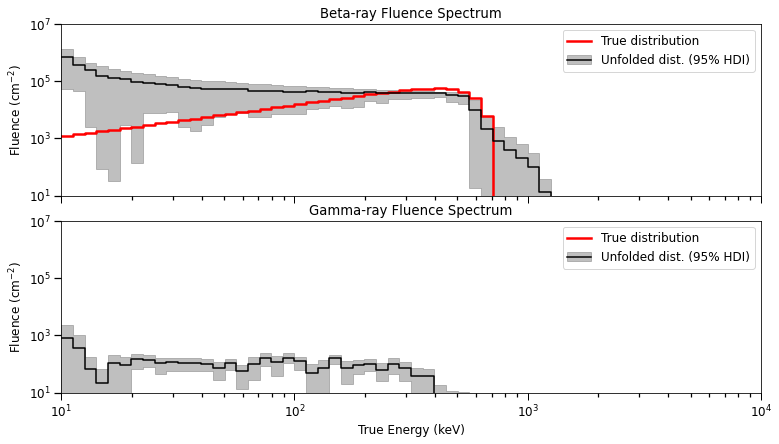 Beta-ray Fluence Spectrum
10^7
10^5
10^3
10^1
Fluence (cm^−2)
True distribution
Unfolded dist. (95% HDI)
Gamma-ray Fluence Spectrum
10^7
10^5
10^3
10^1
Fluence (cm^−2)
True distribution
Unfolded dist. (95% HDI)
10^1 10^2 10^3 10^4
True Energy (keV)